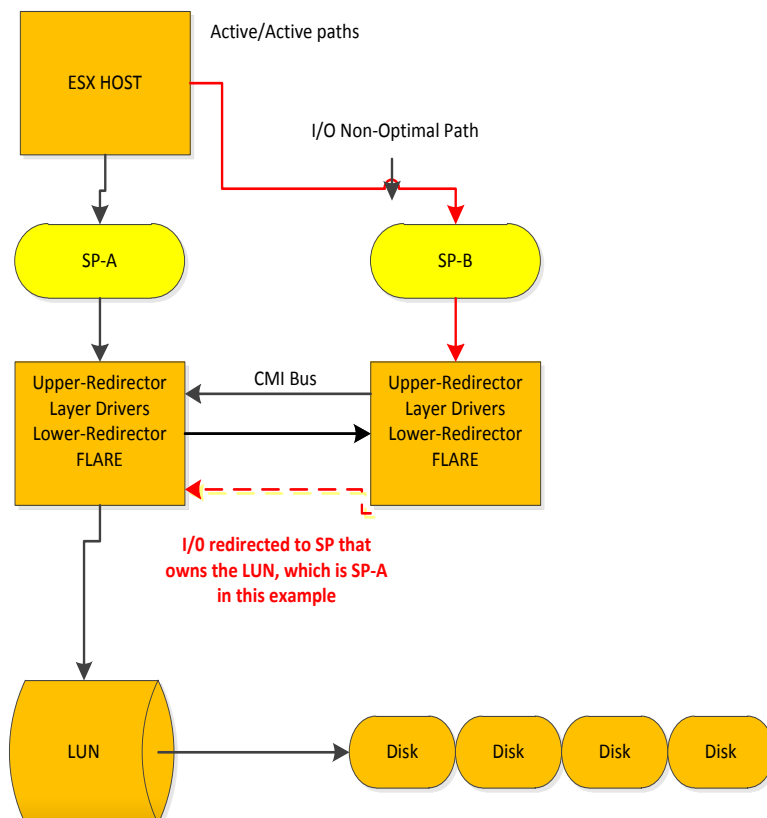 Active/Active paths
ESX HOST
I/O Non-Optimal Path
SP-A
SP-B
Upper-Redirector
Layer Drivers
Lower-Redirector
FLARE
CMI Bus
Upper-Redirector
Layer Drivers
Lower-Redirector
FLARE
I/0 redirected to SP that
owns the LUN, which is SP-A
in this example
LUN
Disk
Disk
Disk
Disk